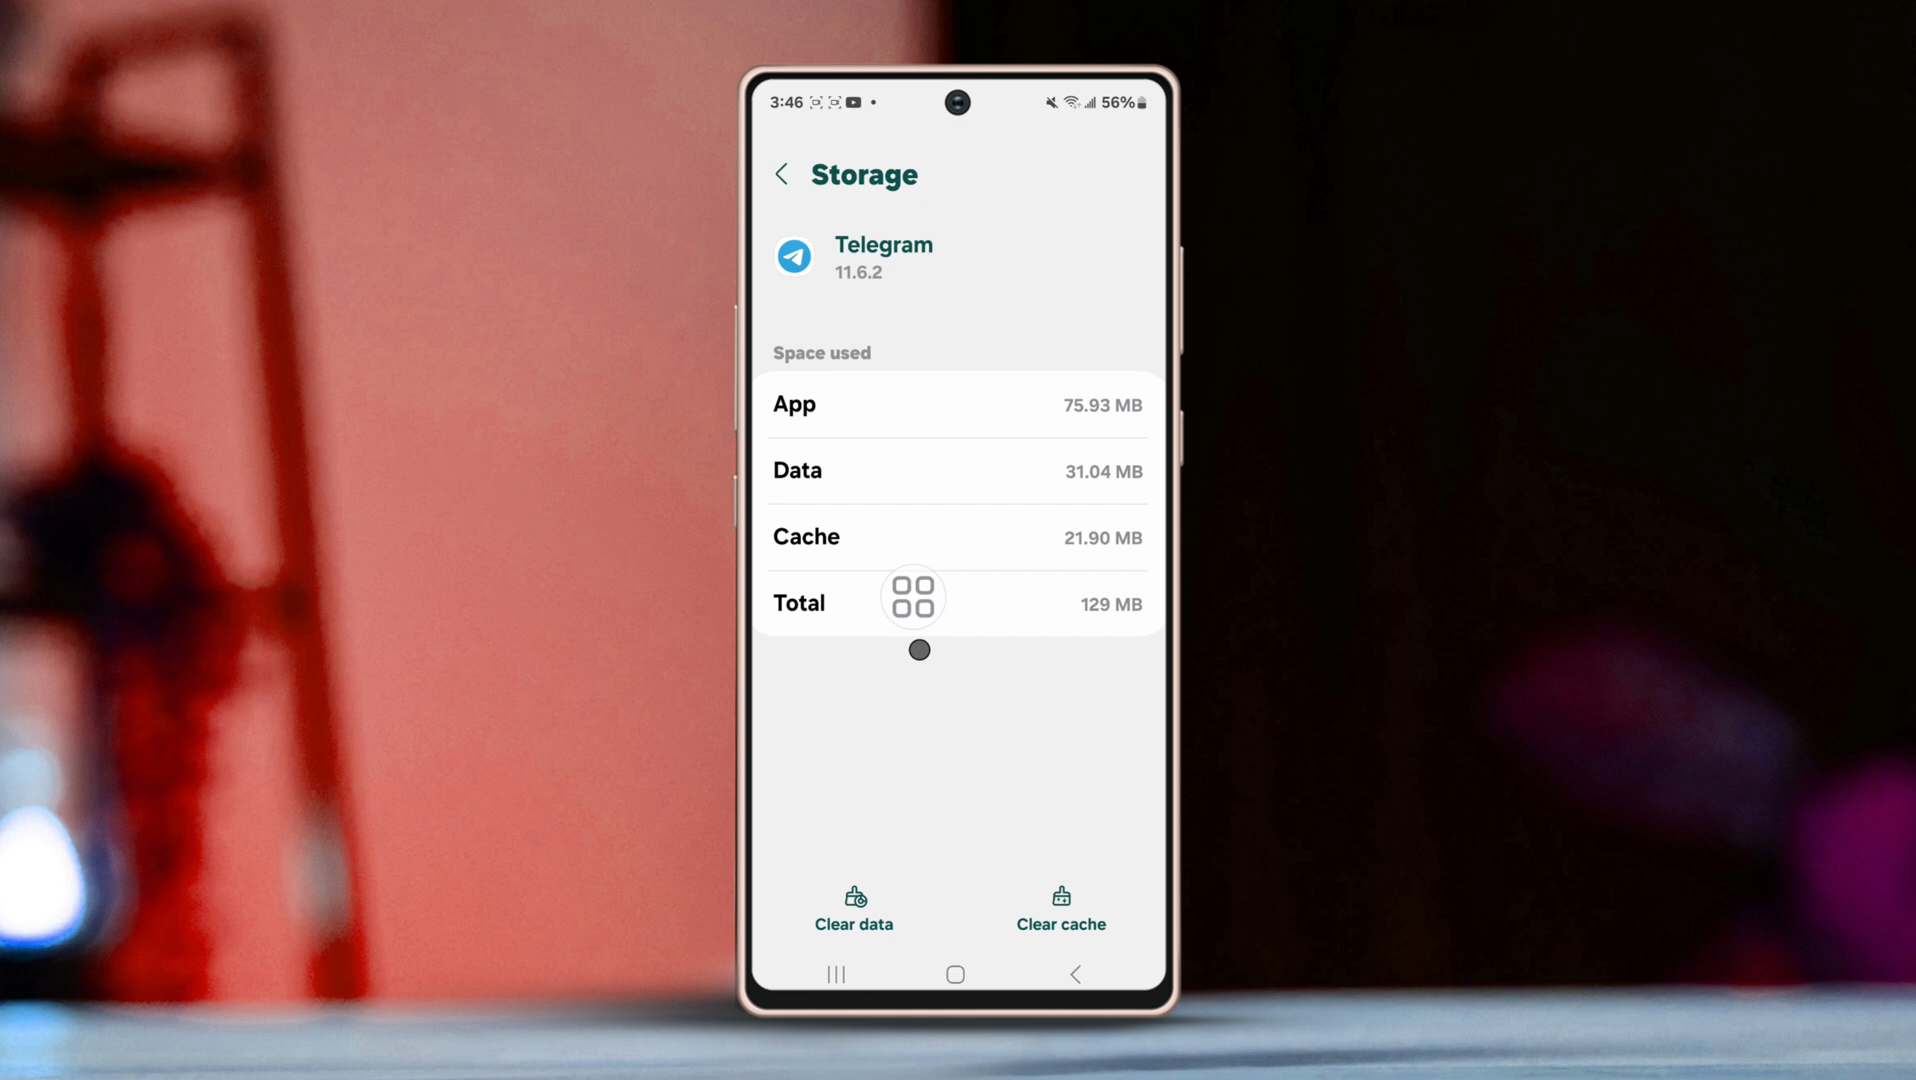 3:46 56%
Storage
Telegram
11.6.2
Space used
App 75.93 MB
Data 31.04 MB
Cache 21.90 MB
Total 129 MB
Clear data Clear cache